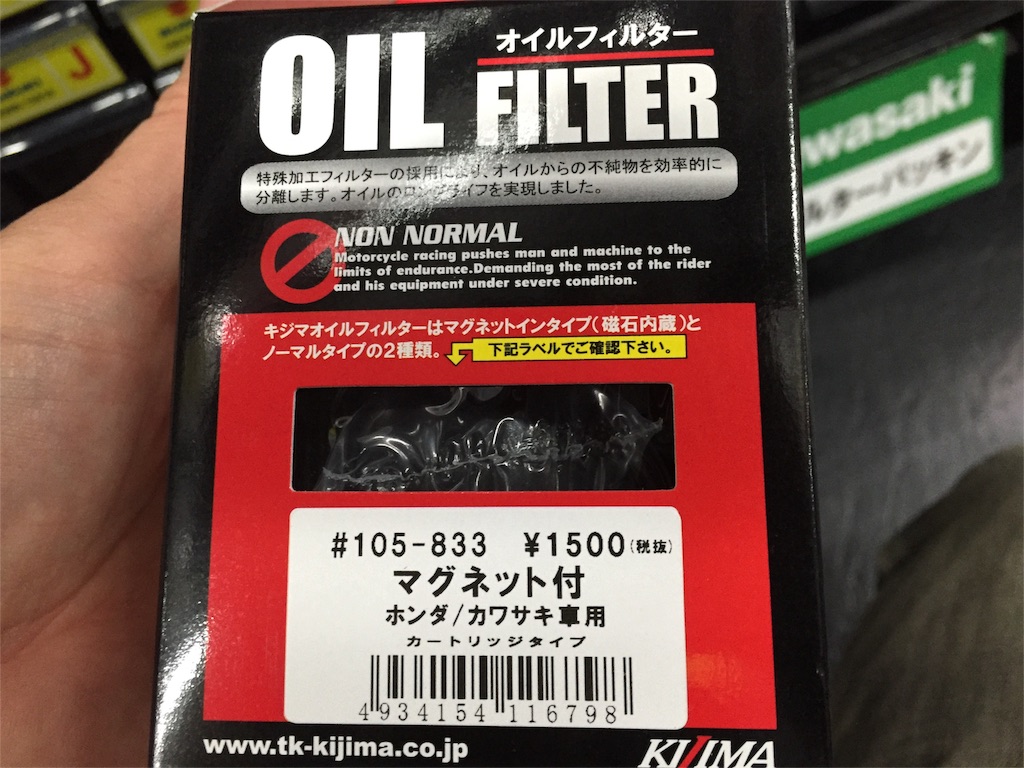 OIL
オイルフィルター
FILTER
特殊加工フィルターの採用により、オイルからの不純物を効率的に
分離します。オイルのロングライフを実現しました。
NON NORMAL
Motorcycle racing pushes man and machine to the
limits of endurance.Demanding the most of the rider
and his equipment under severe condition.
キジマオイルフィルターはマグネットインタイプ(磁石内蔵)と
ノーマルタイプの2種類。
下記ラベルでご確認下さい。
#105-833 ¥1500(税抜)
マグネット付
ホンダ/カワサキ車用
カートリッジタイプ
4934154 116798
www.tk-kijima.co.jp
KIJIMA
wasaki
ルターパッキン
J